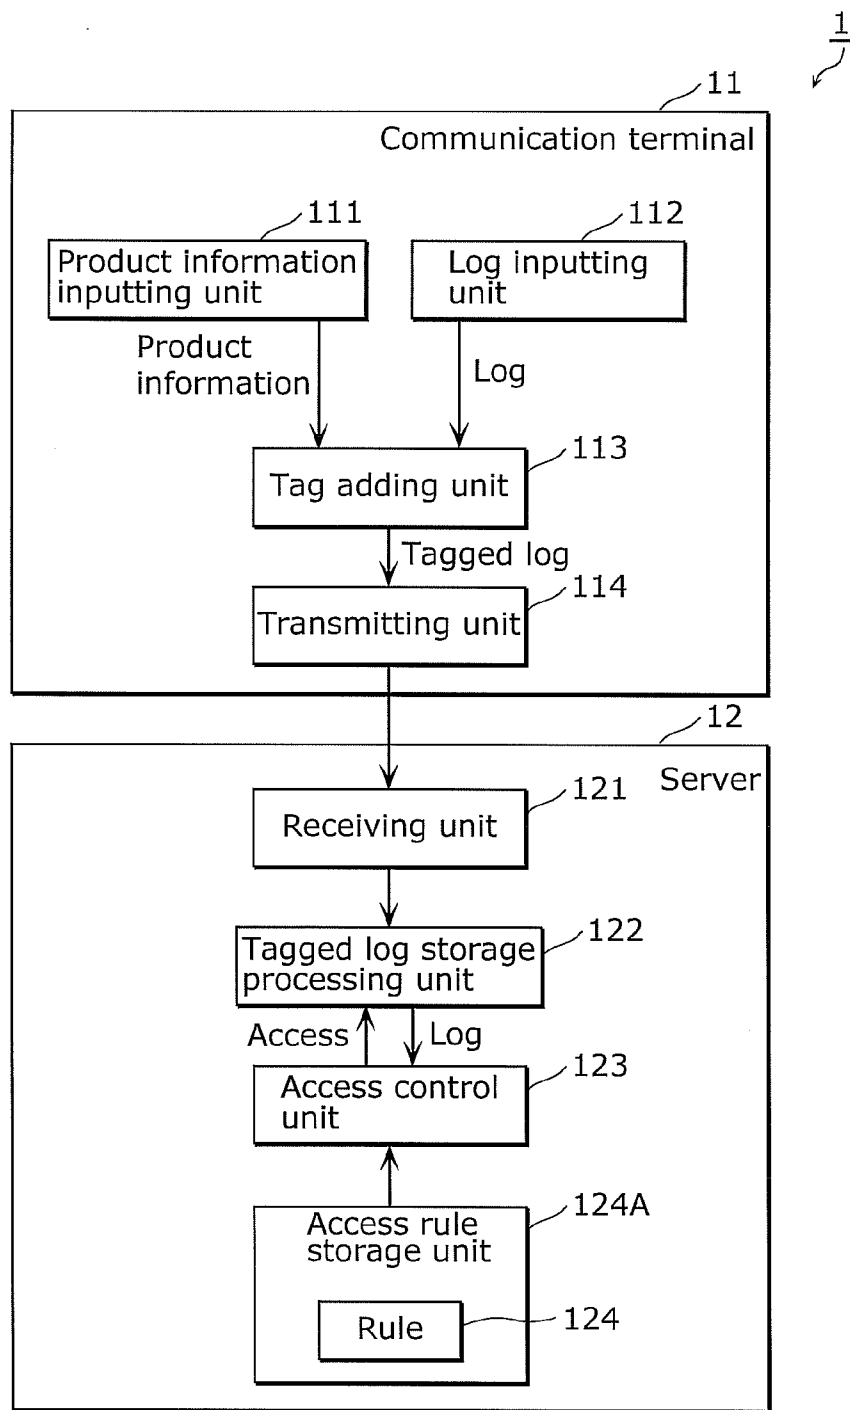 1
11
Communication terminal
111
112
Product information
inputting unit
Log inputting
unit
Product
information
Log
113
Tag adding unit
Tagged log
114
Transmitting unit
12
Server
121
Receiving unit
122
Tagged log storage
processing unit
Access
Log
123
Access control
unit
124A
Access rule
storage unit
124
Rule